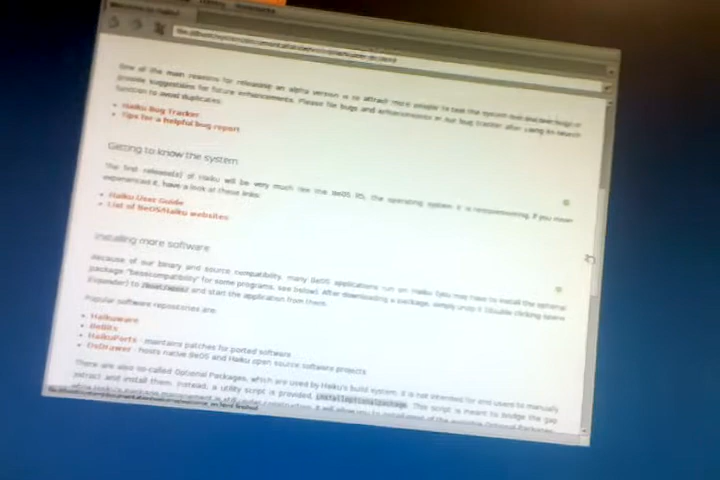 One of the main reasons for releasing an alpha version is to attract more people to test the system
provide suggestions for future enhancements. Please file bugs and enhancements in our bug tracker after using its search
function to avoid duplicates.
• Haiku Bug Tracker
• Tips for a helpful bug report
Getting to know the system
The first release(s) of Haiku will be very much like the BeOS R5, the operating system it is reimplementing. If you never
experienced it, have a look at these links:
• Haiku User Guide
• List of BeOS/Haiku websites
Installing more software
Because of our binary and source compatibility, many BeOS applications run on Haiku (you may have to install the optional
package "beoscompatibility" for some programs, see below). After downloading a package, simply unzip it (double clicking opens
Expander) to /boot/apps/ and start the application from there.
Popular software repositories are:
• Haikuware
• BeBits
• HaikuPorts - maintains patches for ported software
• OsDrawer - hosts native BeOS and Haiku open source software projects
There are also so-called Optional Packages, which are used by Haiku's build system. It is not intended for end users to manually
extract and install them. Instead, a utility script is provided, installoptionalpackage. This script is meant to bridge the gap